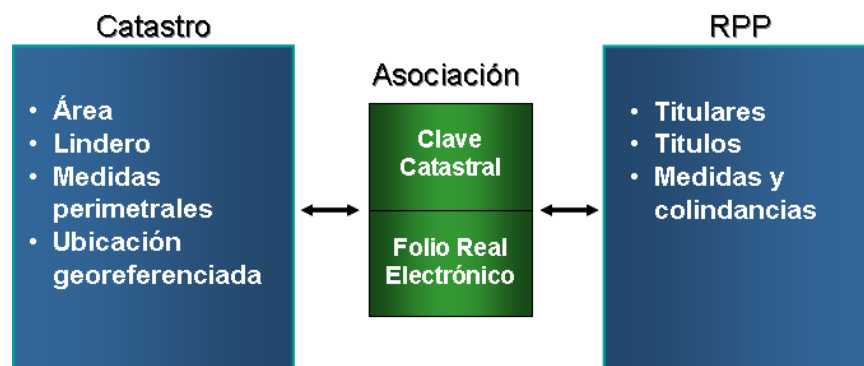 Catastro
• Área
• Lindero
• Medidas
perimetrales
• Ubicación
georeferenciada
Asociación
Clave
Catastral
Folio Real
Electrónico
RPP
• Titulares
• Titulos
• Medidas y
colindancias